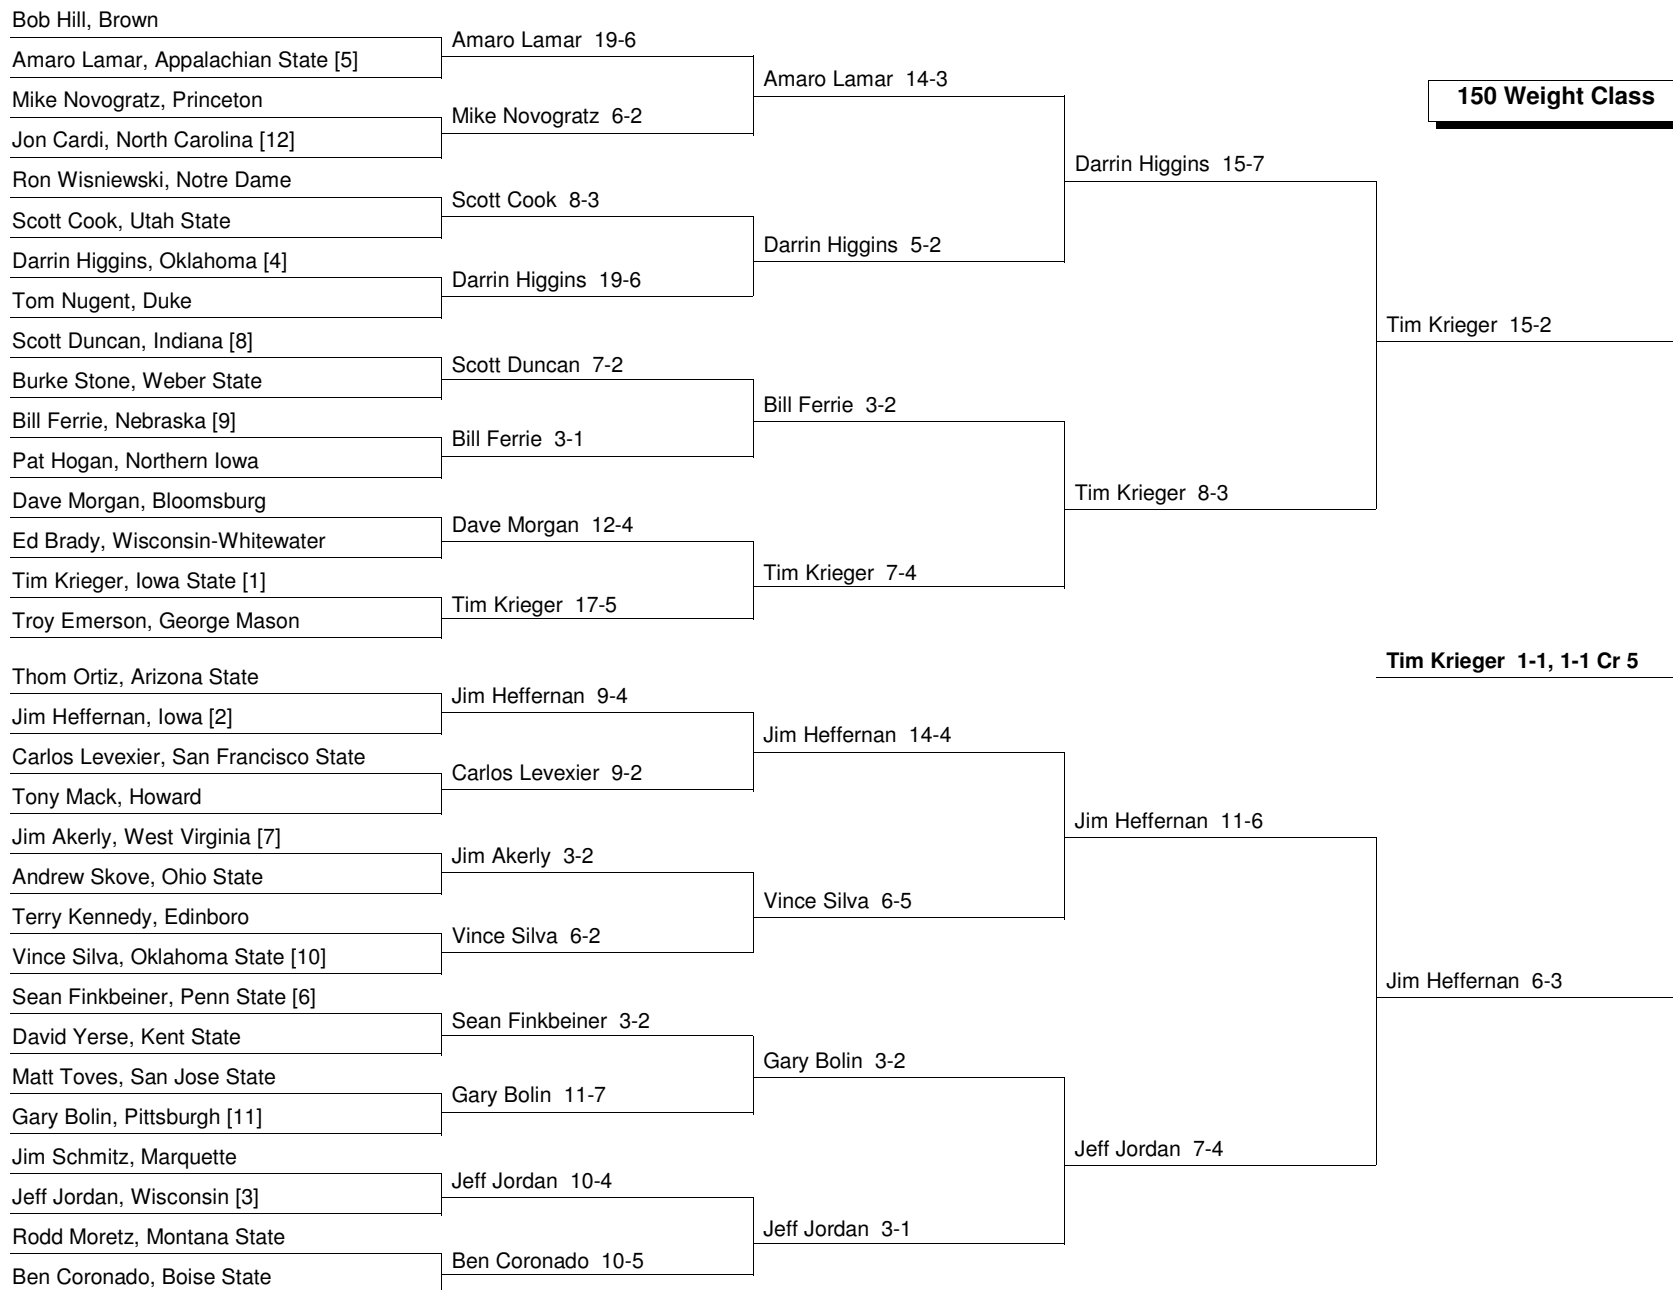 Bob Hill, Brown
Amaro Lamar, Appalachian State [5]
Mike Novogratz, Princeton
Jon Cardi, North Carolina [12]
Ron Wisniewski, Notre Dame
Scott Cook, Utah State
Darrin Higgins, Oklahoma [4]
Tom Nugent, Duke
Scott Duncan, Indiana [8]
Burke Stone, Weber State
Bill Ferrie, Nebraska [9]
Pat Hogan, Northern Iowa
Dave Morgan, Bloomsburg
Ed Brady, Wisconsin-Whitewater
Tim Krieger, Iowa State [1]
Troy Emerson, George Mason
Thom Ortiz, Arizona State
Jim Heffernan, Iowa [2]
Carlos Levexier, San Francisco State
Tony Mack, Howard
Jim Akerly, West Virginia [7]
Andrew Skove, Ohio State
Terry Kennedy, Edinboro
Vince Silva, Oklahoma State [10]
Sean Finkbeiner, Penn State [6]
David Yerse, Kent State
Matt Toves, San Jose State
Gary Bolin, Pittsburgh [11]
Jim Schmitz, Marquette
Jeff Jordan, Wisconsin [3]
Rodd Moretz, Montana State
Ben Coronado, Boise State
Amaro Lamar 19-6
Mike Novogratz 6-2
Scott Cook 8-3
Darrin Higgins 19-6
Scott Duncan 7-2
Bill Ferrie 3-1
Dave Morgan 12-4
Tim Krieger 17-5
Jim Heffernan 9-4
Carlos Levexier 9-2
Jim Akerly 3-2
Vince Silva 6-2
Sean Finkbeiner 3-2
Gary Bolin 11-7
Jeff Jordan 10-4
Ben Coronado 10-5
Amaro Lamar 14-3
Darrin Higgins 5-2
Bill Ferrie 3-2
Tim Krieger 7-4
Jim Heffernan 14-4
Vince Silva 6-5
Gary Bolin 3-2
Jeff Jordan 3-1
Darrin Higgins 15-7
Tim Krieger 8-3
Jim Heffernan 11-6
Jeff Jordan 7-4
150 Weight Class
Tim Krieger 15-2
Tim Krieger 1-1, 1-1 Cr 5
Jim Heffernan 6-3